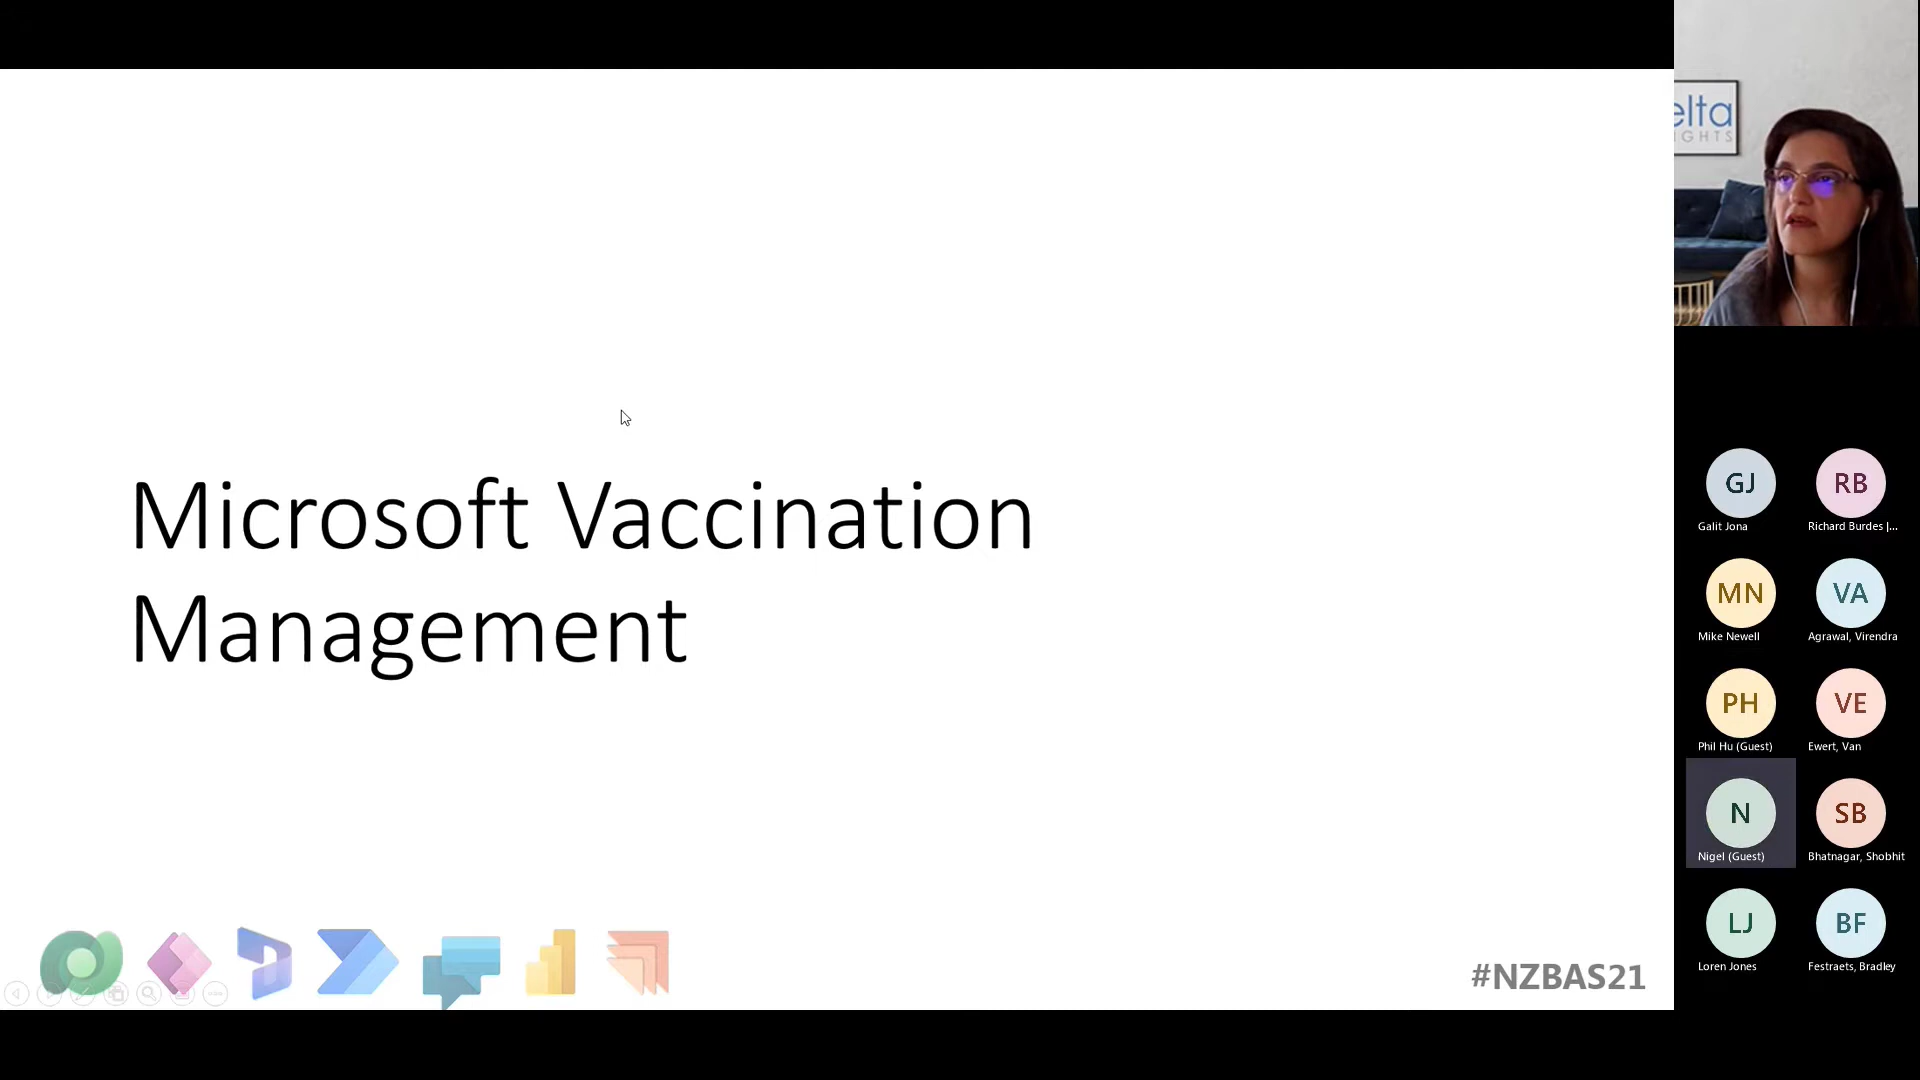 elta
IGHTS
Microsoft Vaccination
Management
#NZBAS21
GJ
Galit Jona
RB
Richard Burdes |...
MN
Mike Newell
VA
Agrawal, Virendra
PH
Phil Hu (Guest)
VE
Ewert, Van
N
Nigel (Guest)
SB
Bhatnagar, Shobhit
LJ
Loren Jones
BF
Festraets, Bradley